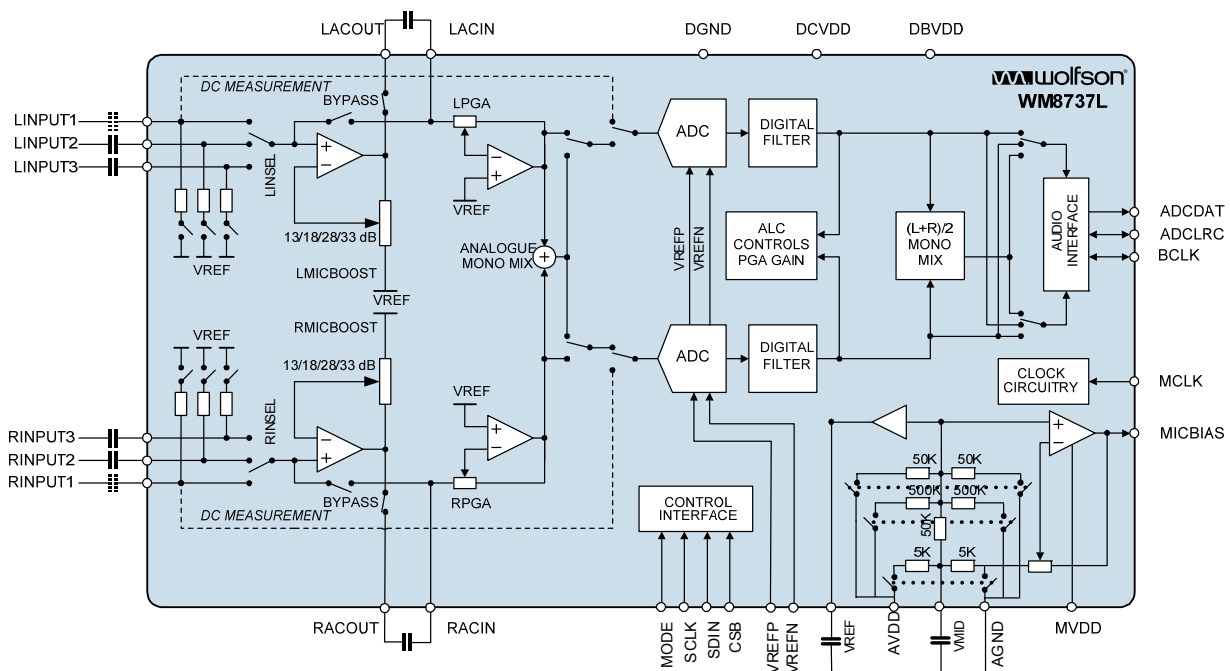 LACOUT
LACIN
DGND
DCVDD
DBVDD
wolfson®
WM8737L
DC MEASUREMENT
BYPASS
LPGA
LINPUT1
LINPUT2
LINPUT3
LINSEL
+
−
−
+
VREF
ADC
DIGITAL
FILTER
VREF
13/18/28/33 dB
LMICBOOST
VREF
RMICBOOST
13/18/28/33 dB
ANALOGUE
MONO MIX
+
VREFP
VREFN
ALC
CONTROLS
PGA GAIN
(L+R)/2
MONO
MIX
AUDIO
INTERFACE
ADCDAT
ADCLRC
BCLK
VREF
ADC
DIGITAL
FILTER
CLOCK
CIRCUITRY
MCLK
VREF
+
−
−
+
RINPUT3
RINPUT2
RINPUT1
RINSEL
BYPASS
RPGA
DC MEASUREMENT
+
−
MICBIAS
50K
50K
500K
500K
50K
5K
5K
CONTROL
INTERFACE
RACOUT
RACIN
MODE
SCLK
SDIN
CSB
VREFP
VREFN
VREF
AVDD
VMID
AGND
MVDD